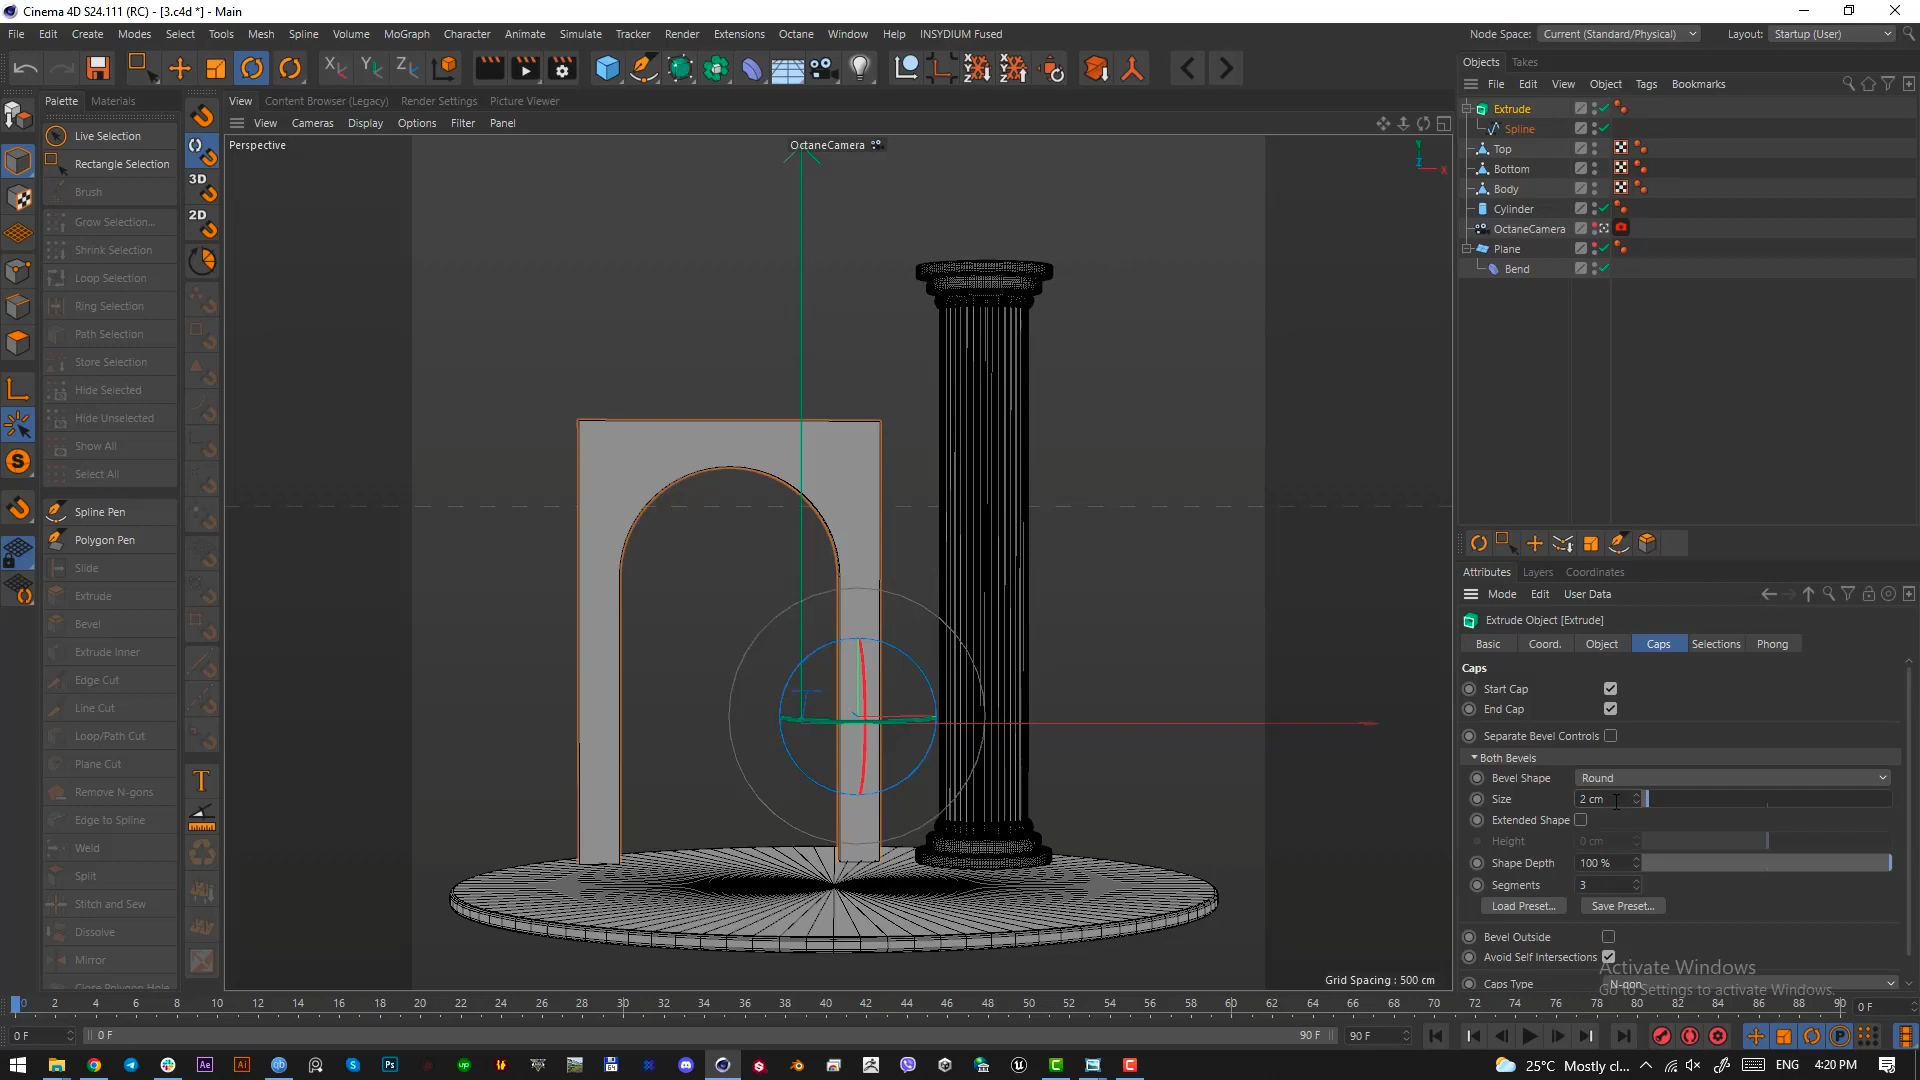 Cinema 4D S24.111 (RC) - [3.c4d *] - Main
File Edit Create Modes Select Tools Mesh Spline Volume MoGraph Character Animate Simulate Tracker Render Extensions Octane Window Help INSYDIUM Fused
Node Space: Current (Standard/Physical) Layout: Startup (User)
Palette Materials
Live Selection
Rectangle Selection
Brush
Grow Selection...
Shrink Selection
Loop Selection
Ring Selection
Path Selection
Store Selection
Hide Selected
Hide Unselected
Show All
Select All
Spline Pen
Polygon Pen
Slide
Extrude
Bevel
Extrude Inner
Edge Cut
Line Cut
Loop/Path Cut
Plane Cut
Remove N-gons
Edge to Spline
Weld
Split
Stitch and Sew
Dissolve
Mirror
Close Polygon Hole
3D
2D
View Content Browser (Legacy) Render Settings Picture Viewer
View Cameras Display Options Filter Panel
Perspective
OctaneCamera
Y
Z
X
Grid Spacing : 500 cm
Objects Takes
File Edit View Object Tags Bookmarks
Extrude
Spline
Top
Bottom
Body
Cylinder
OctaneCamera
Plane
Bend
Attributes Layers Coordinates
Mode Edit User Data
Extrude Object [Extrude]
Basic Coord. Object Caps Selections Phong
Caps
Start Cap
End Cap
Separate Bevel Controls
Both Bevels
Bevel Shape Round
Size 2 cm
Extended Shape
Height 0 cm
Shape Depth 100 %
Segments 3
Load Preset... Save Preset...
Bevel Outside
Avoid Self Intersections
Caps Type N-gon
Activate Windows
Go to Settings to activate Windows.
0 2 4 6 8 10 12 14 16 18 20 22 24 26 28 30 32 34 36 38 40 42 44 46 48 50 52 54 56 58 60 62 64 66 68 70 72 74 76 78 80 82 84 86 88 90 0 F
0 F 0 F 90 F 90 F
25°C Mostly cl... ENG 4:20 PM